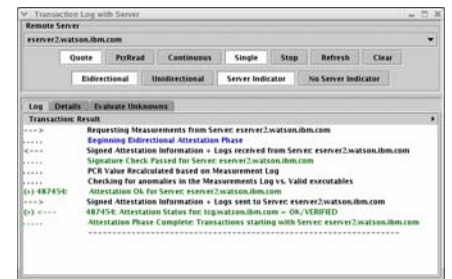 Transaction Log with Server
Remote Server
eserver2.watson.ibm.com
Quote PcrRead Continuous Single Stop Refresh Clear
Bidirectional Unidirectional Server Indicator No Server Indicator
Log Details Evaluate Unknowns
Transaction: Result
---> Requesting Measurements from Server: eserver2.watson.ibm.com
..... Beginning Bidirectional Attestation Phase
<--- Signed Attestation Information + Logs received from Server: eserver2.watson.ibm.com
..... Signature Check Passed for Server: eserver2.watson.ibm.com
..... PCR Value Recalculated based on Measurement Log
..... Checking for anomalies in the Measurements Log vs. Valid executables
(v) 487454: Attestation Ok for Server: eserver2.watson.ibm.com
---> Signed Attestation Information + Logs sent to Server: eserver2.watson.ibm.com
(v) <--- 487454: Attestation Status for: tcg.watson.ibm.com = OK/VERIFIED
..... Attestation Phase Complete: Transactions starting with Server: eserver2.watson.ibm.com